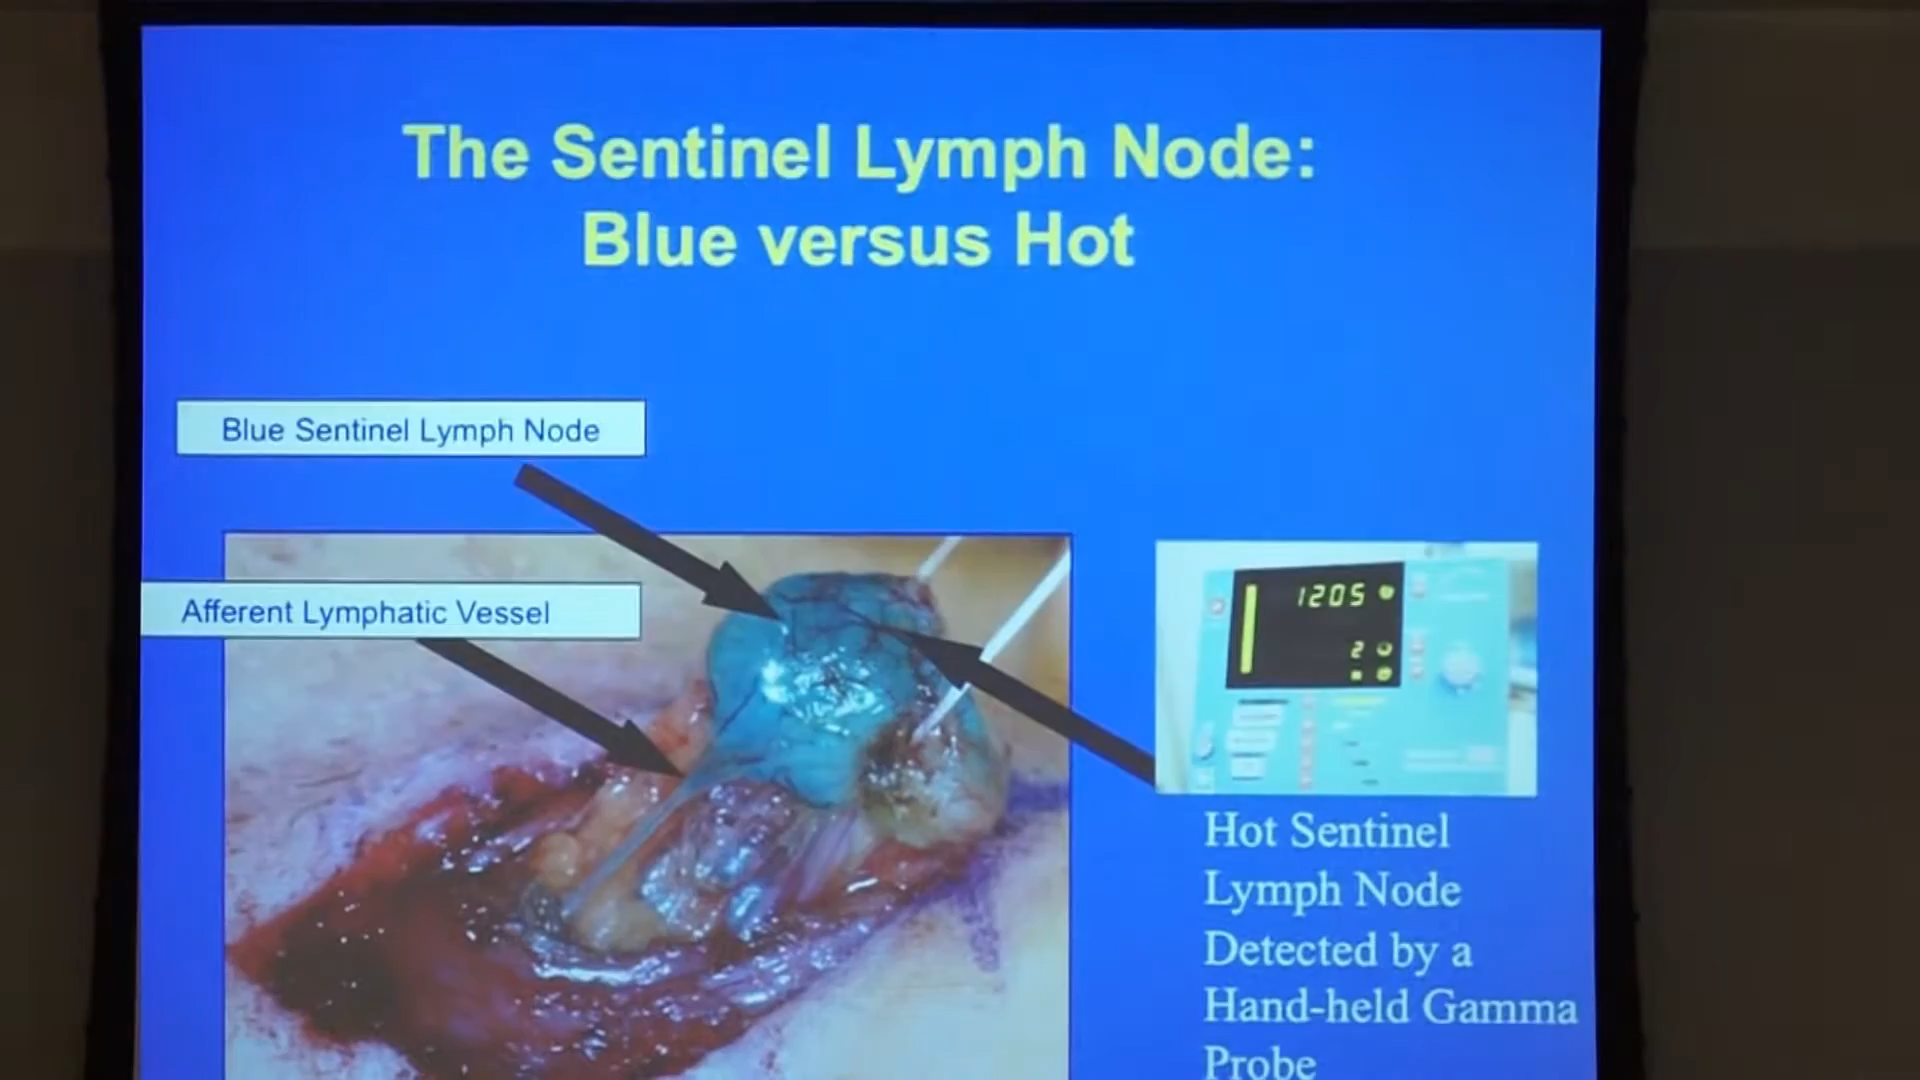 The Sentinel Lymph Node:
Blue versus Hot
Blue Sentinel Lymph Node
Afferent Lymphatic Vessel
1205
2
Hot Sentinel
Lymph Node
Detected by a
Hand-held Gamma
Probe